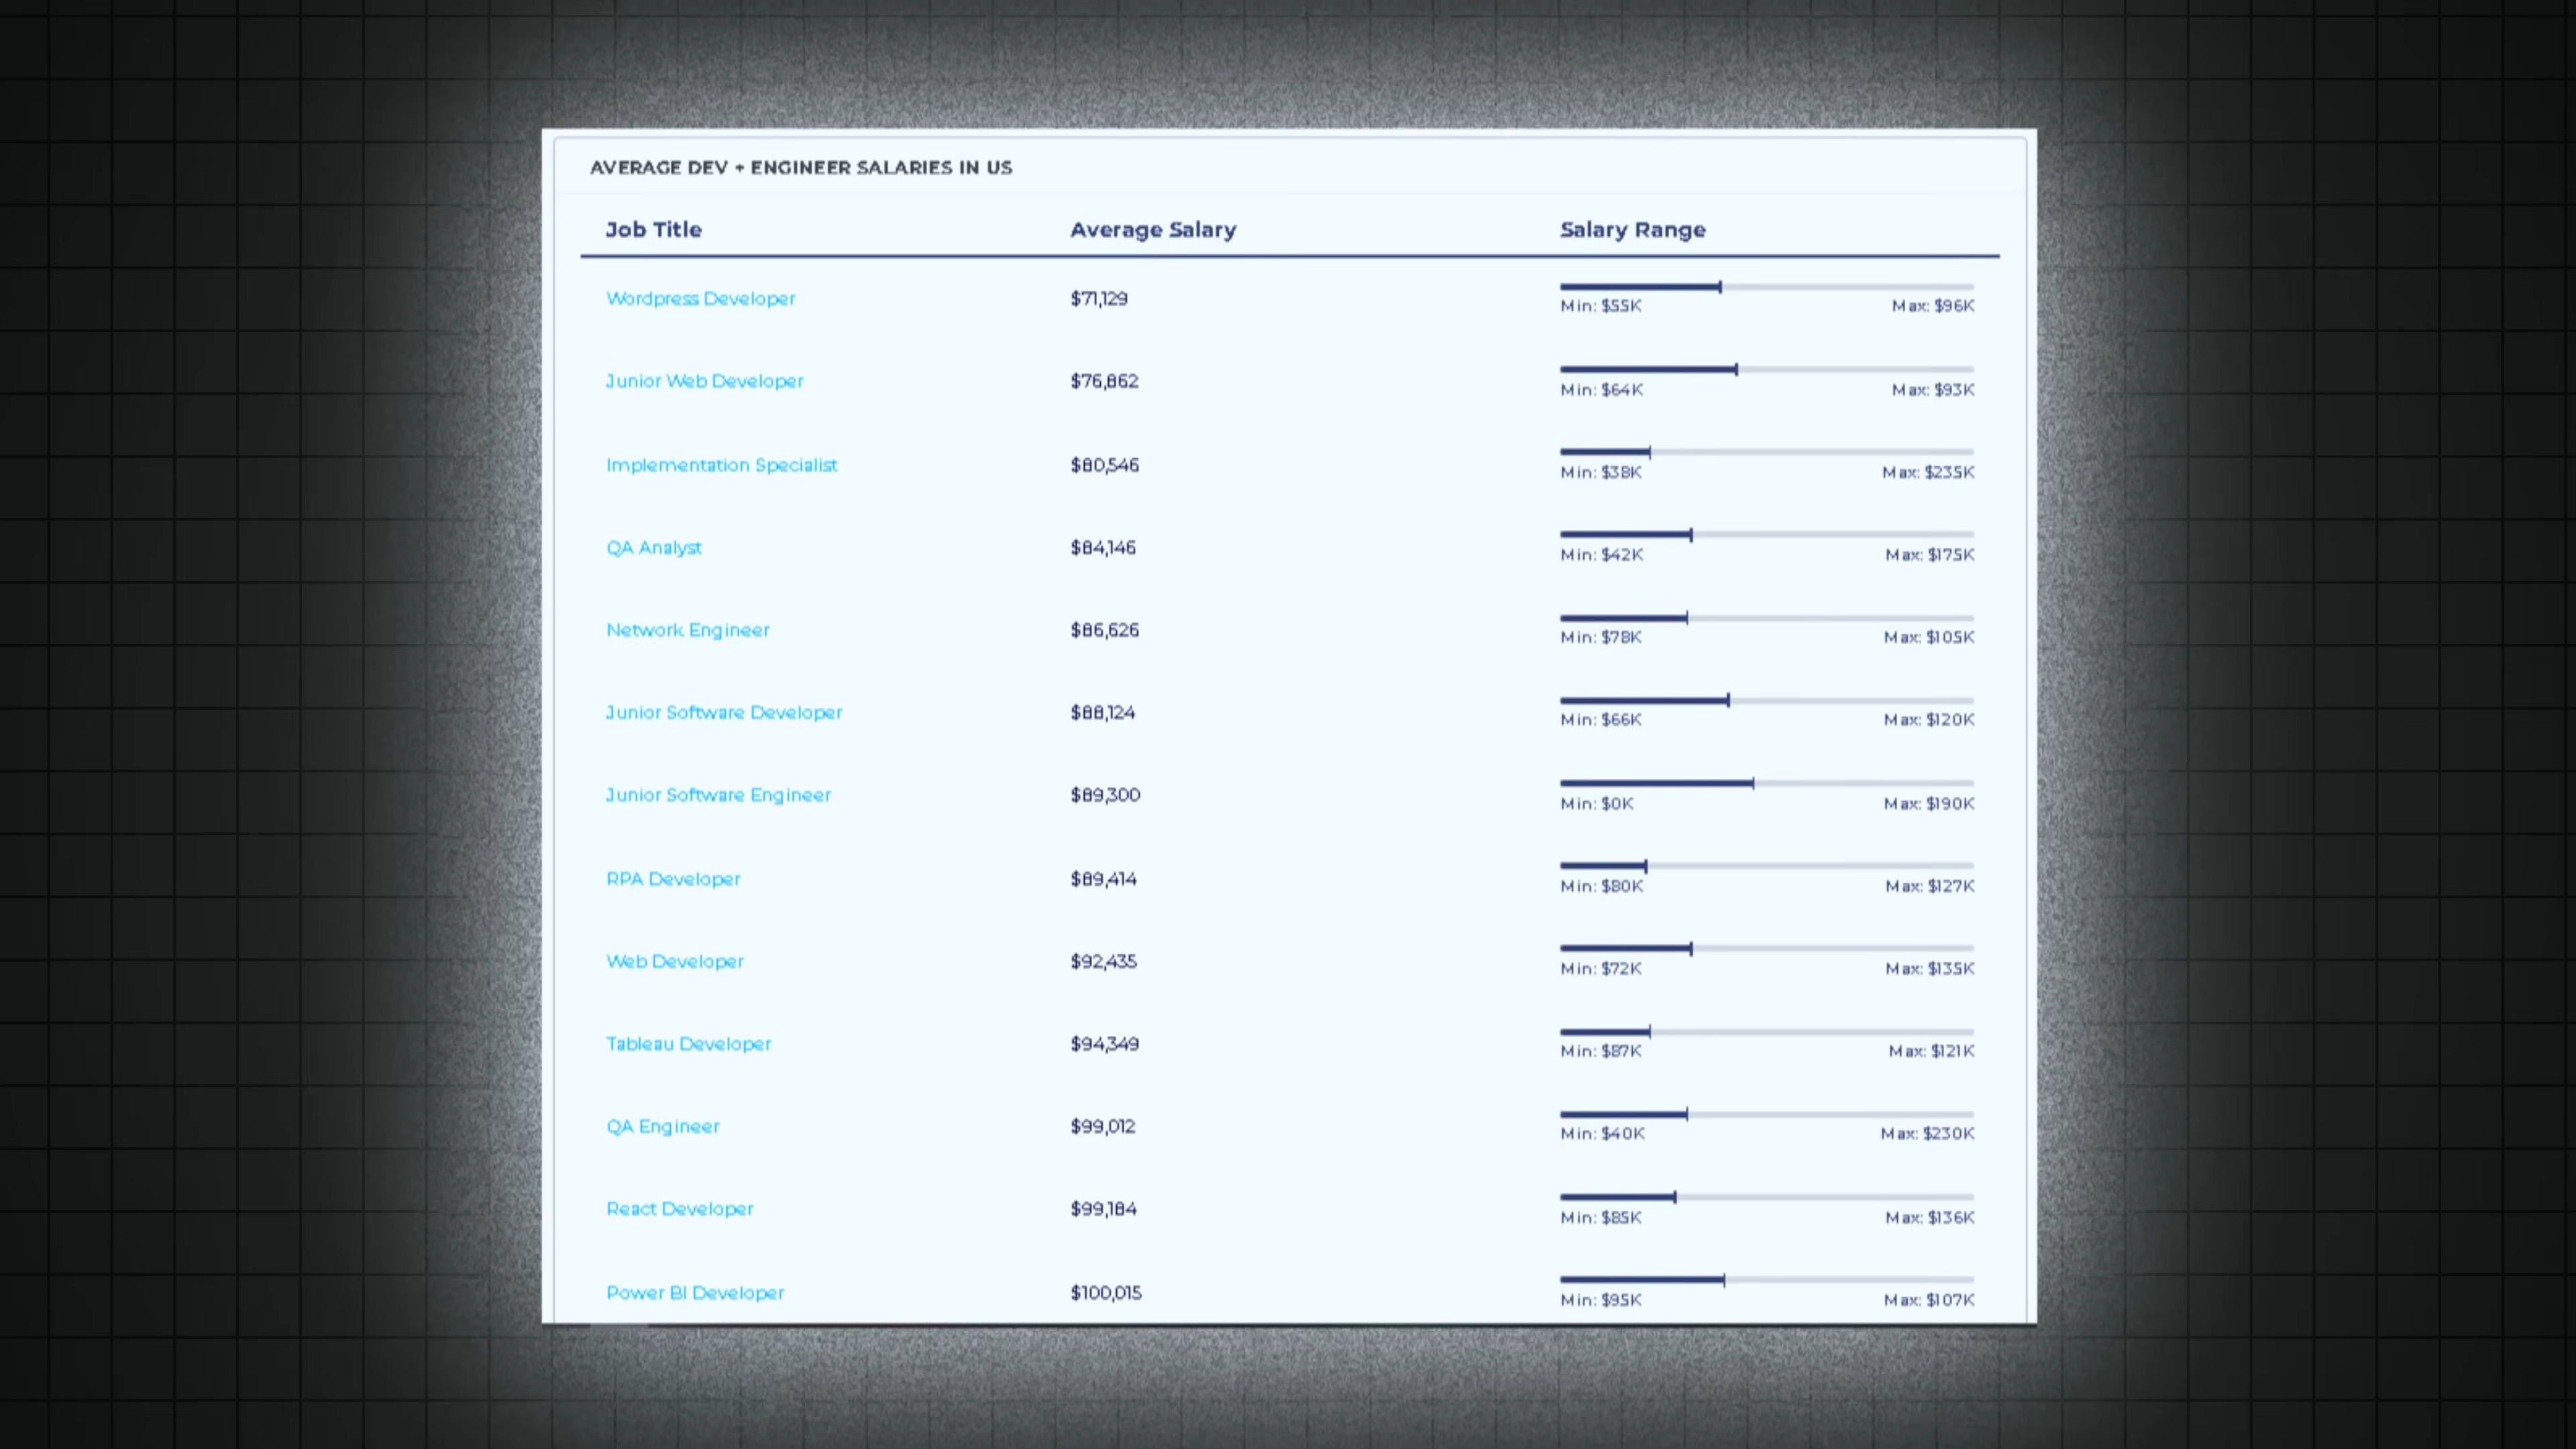 AVERAGE DEV + ENGINEER SALARIES IN US
Job Title Average Salary Salary Range
Wordpress Developer $71,129
Min: $55K Max: $96K
Junior Web Developer $76,862
Min: $64K Max: $93K
Implementation Specialist $80,546
Min: $38K Max: $235K
QA Analyst $84,146
Min: $42K Max: $175K
Network Engineer $86,626
Min: $78K Max: $105K
Junior Software Developer $88,124
Min: $66K Max: $120K
Junior Software Engineer $89,300
Min: $0K Max: $190K
RPA Developer $89,414
Min: $80K Max: $127K
Web Developer $92,435
Min: $72K Max: $135K
Tableau Developer $94,349
Min: $87K Max: $121K
QA Engineer $99,012
Min: $40K Max: $230K
React Developer $99,184
Min: $85K Max: $136K
Power BI Developer $100,015
Min: $95K Max: $107K